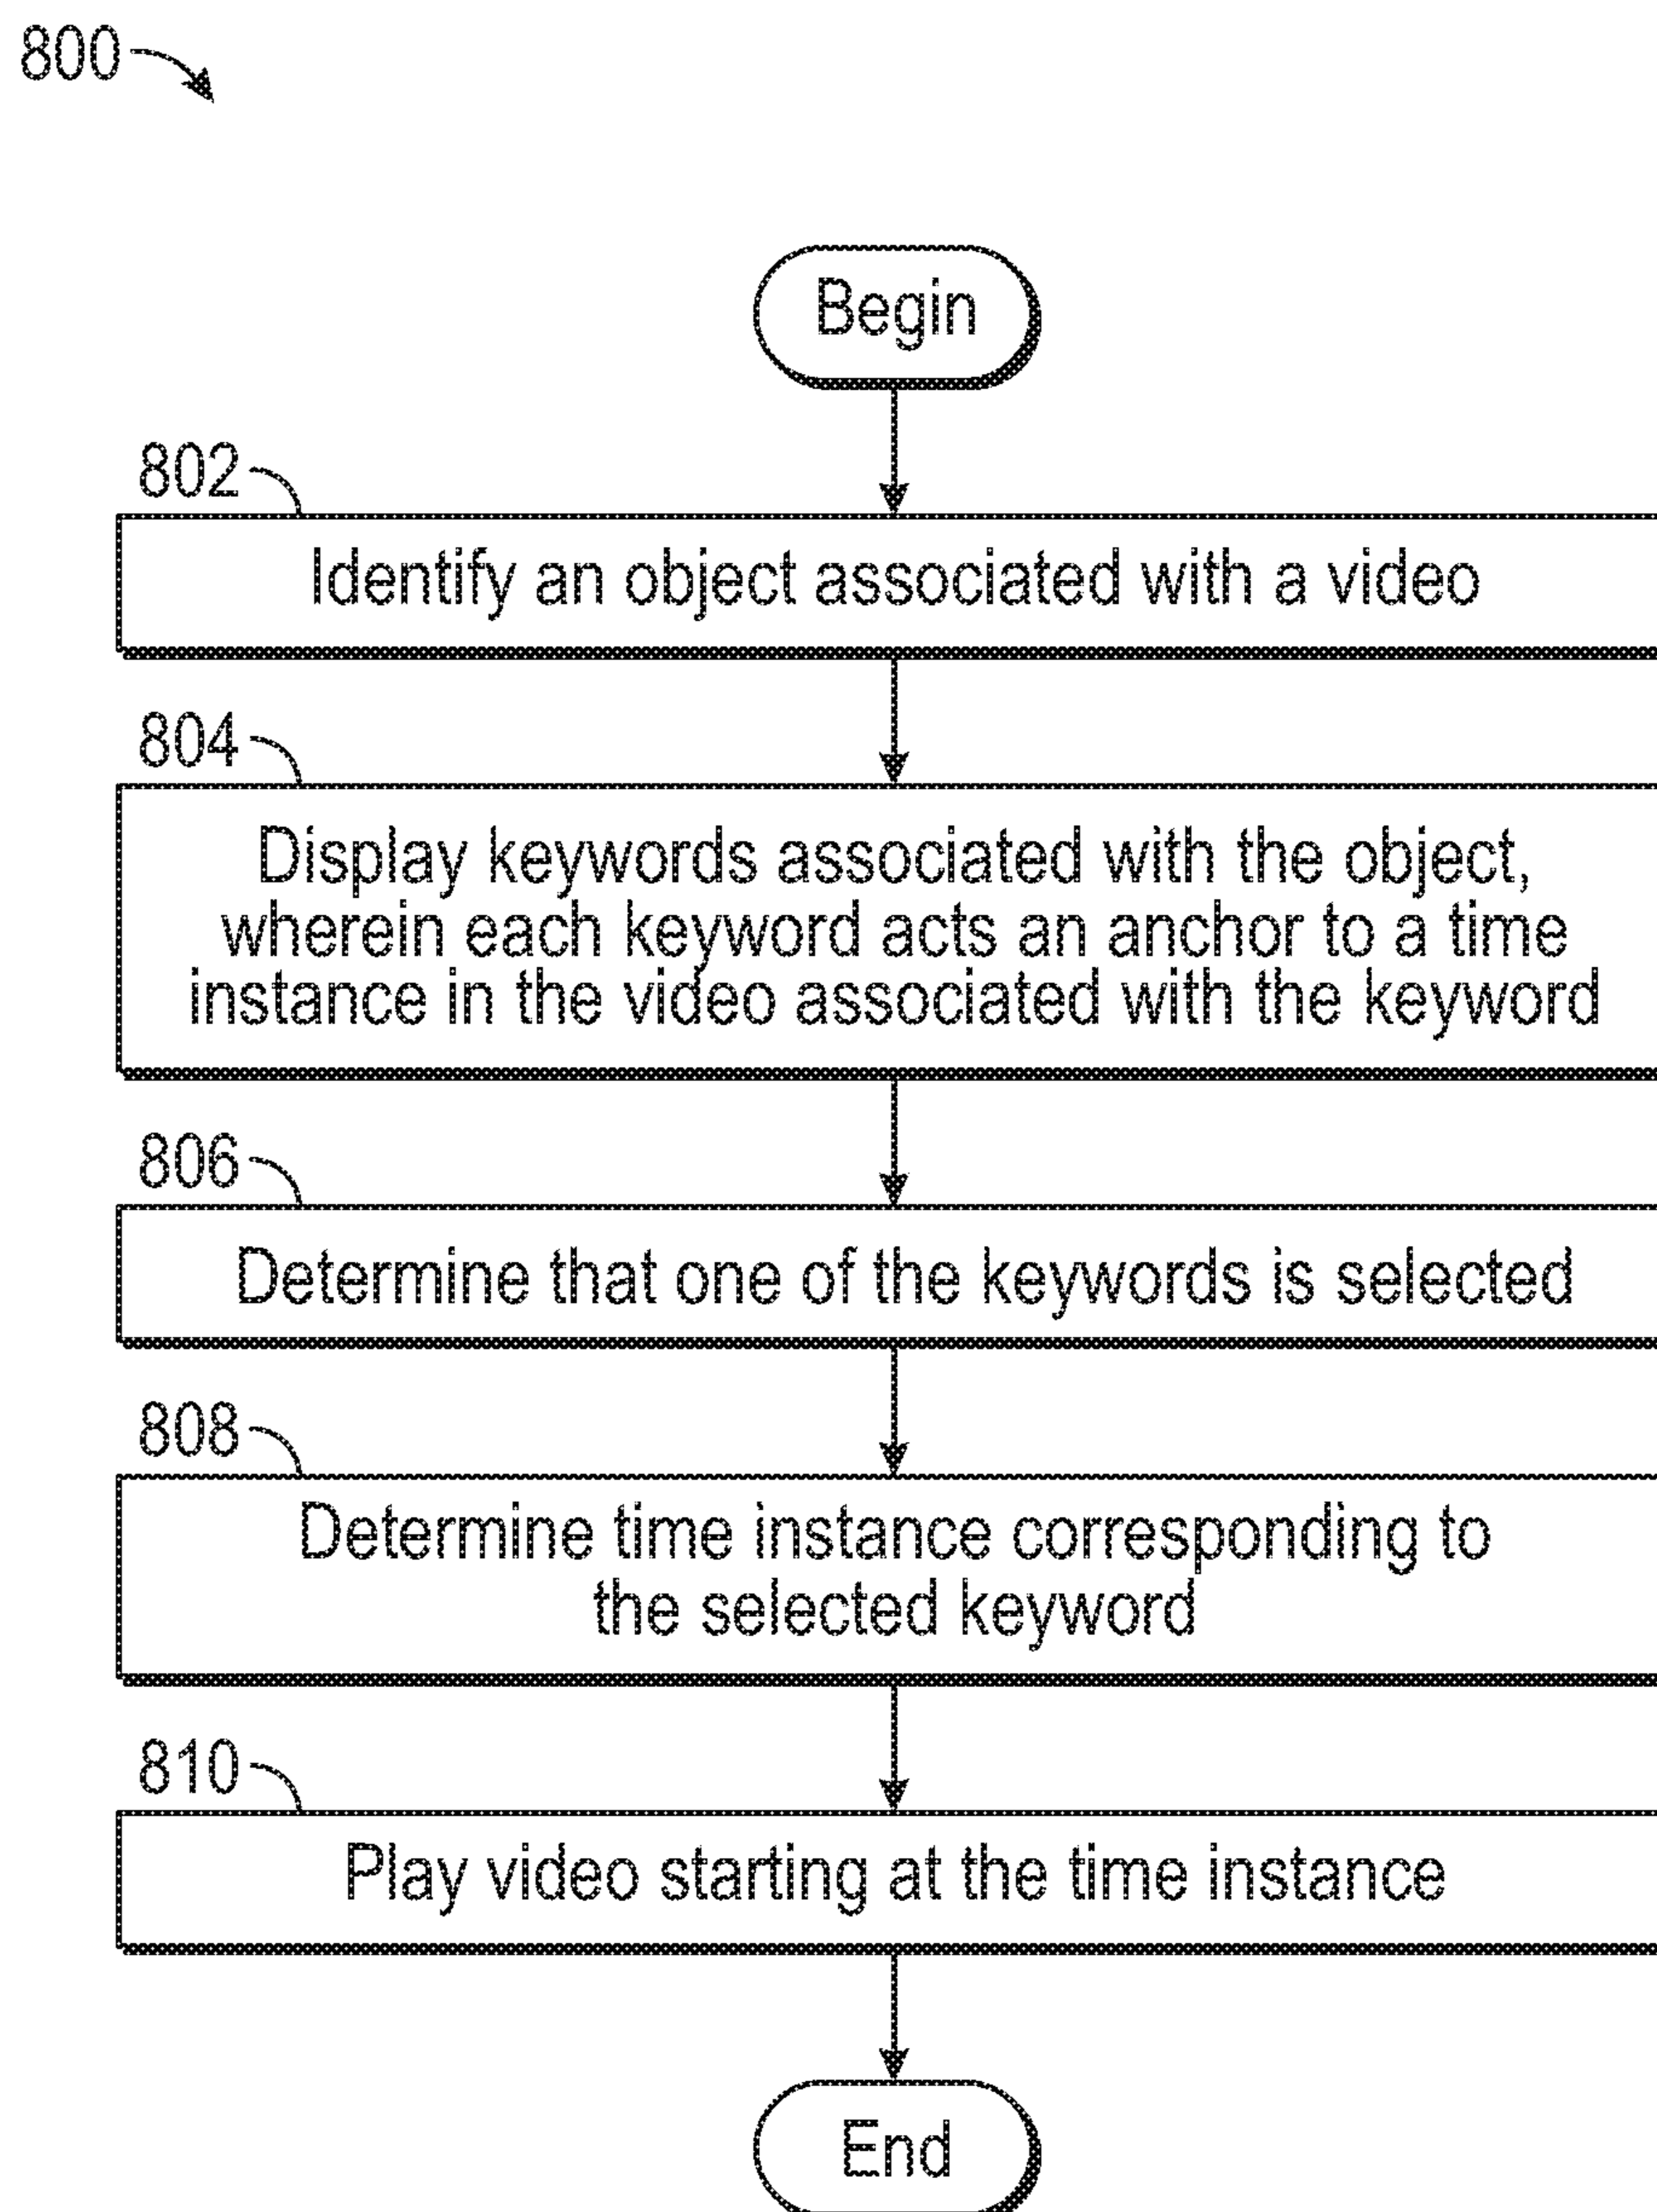 800
Begin
802
Identify an object associated with a video
804
Display keywords associated with the object,
wherein each keyword acts an anchor to a time
instance in the video associated with the keyword
806
Determine that one of the keywords is selected
808
Determine time instance corresponding to
the selected keyword
810
Play video starting at the time instance
End